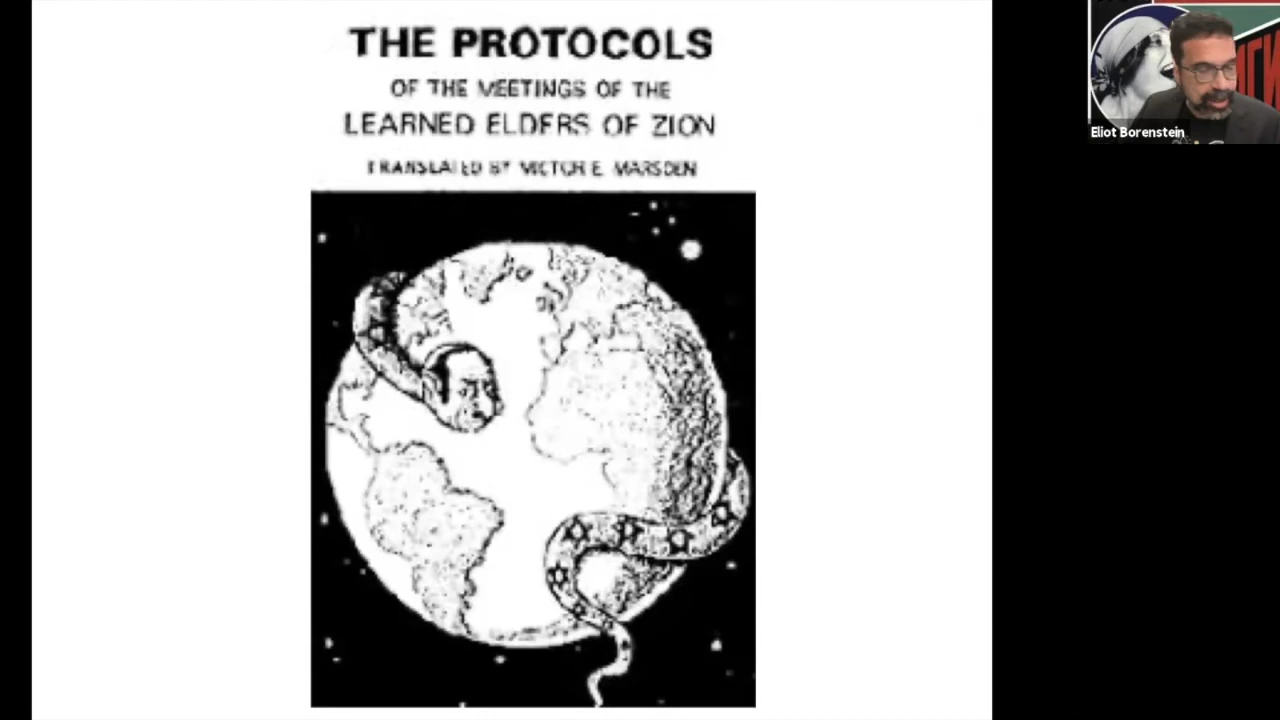 THE PROTOCOLS
OF THE MEETINGS OF THE
LEARNED ELDERS OF ZION
TRANSLATED BY VICTOR E. MARSDEN
Eliot Borenstein